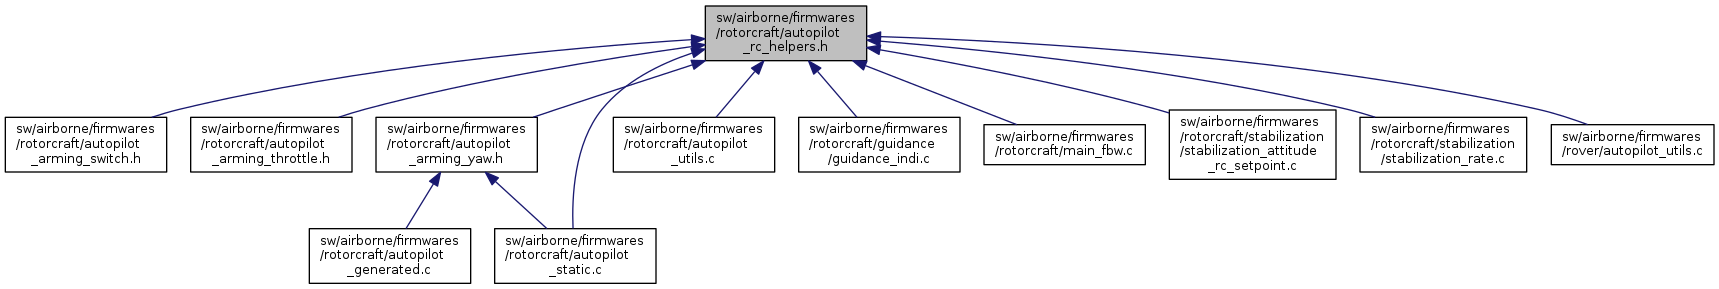 sw/airborne/firmwares
/rotorcraft/autopilot
_rc_helpers.h
sw/airborne/firmwares
/rotorcraft/autopilot
_arming_switch.h
sw/airborne/firmwares
/rotorcraft/autopilot
_arming_throttle.h
sw/airborne/firmwares
/rotorcraft/autopilot
_arming_yaw.h
sw/airborne/firmwares
/rotorcraft/autopilot
_utils.c
sw/airborne/firmwares
/rotorcraft/guidance
/guidance_indi.c
sw/airborne/firmwares
/rotorcraft/main_fbw.c
sw/airborne/firmwares
/rotorcraft/stabilization
/stabilization_attitude
_rc_setpoint.c
sw/airborne/firmwares
/rotorcraft/stabilization
/stabilization_rate.c
sw/airborne/firmwares
/rover/autopilot_utils.c
sw/airborne/firmwares
/rotorcraft/autopilot
_generated.c
sw/airborne/firmwares
/rotorcraft/autopilot
_static.c